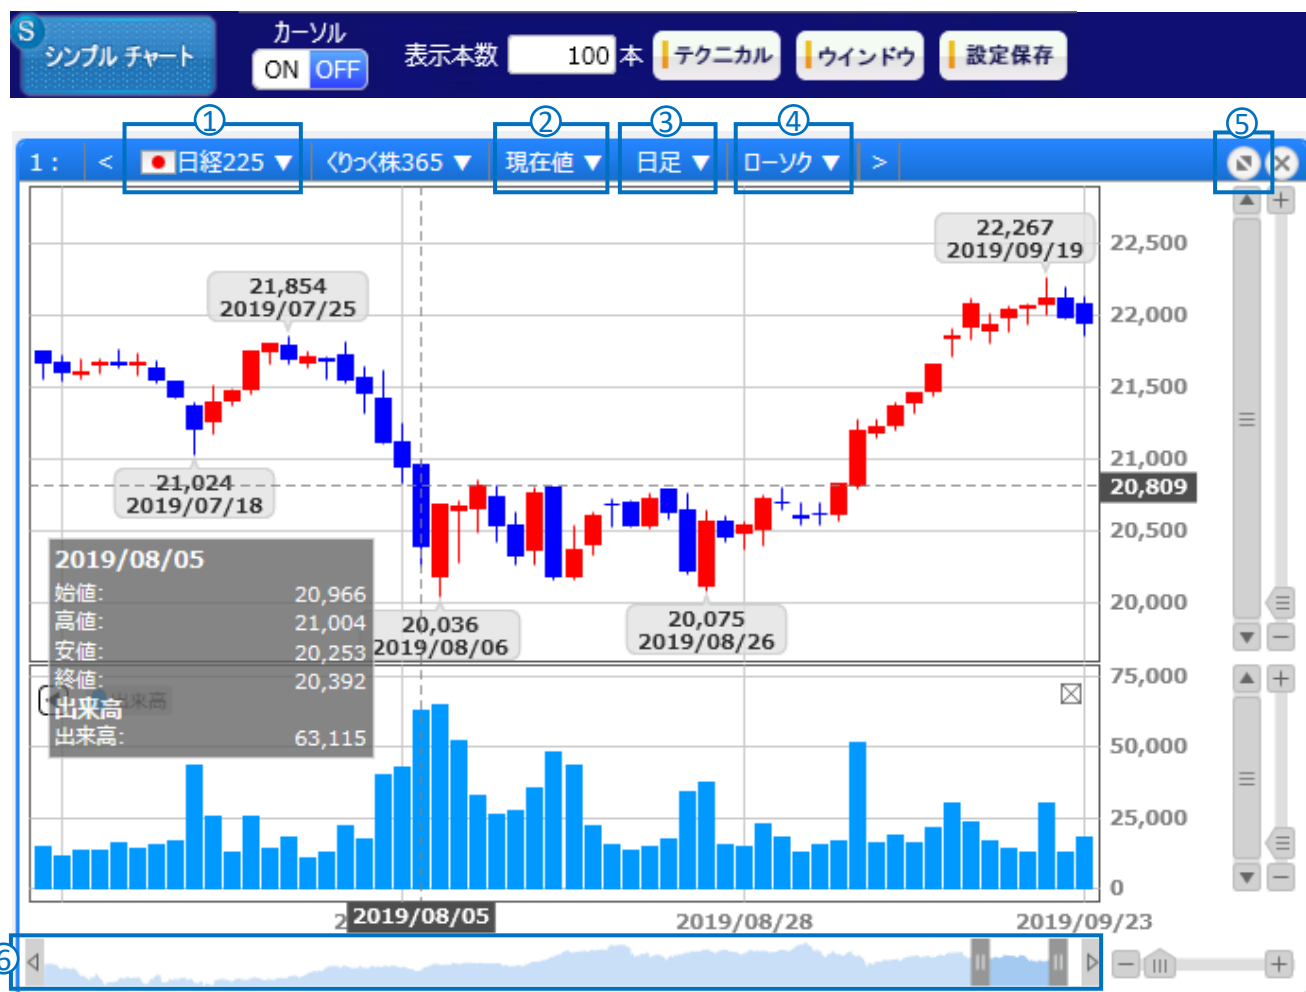 S
シンプル チャート
カーソル
ON OFF
表示本数 100 本
テクニカル
ウインドウ
設定保存
① ② ③ ④ ⑤
1: < 日経225 ▼ くりっく株365 ▼ 現在値 ▼ 日足 ▼ ローソク ▼ >
22,267
2019/09/19
22,500
21,854
2019/07/25
22,000
21,500
21,000
21,024
2019/07/18
20,809
20,500
2019/08/05
始値: 20,966
高値: 21,004
安値: 20,253
終値: 20,392
出来高
出来高: 63,115
20,000
20,036
2019/08/06
20,075
2019/08/26
出来高
75,000
50,000
25,000
0
2019/08/05
2019/08/28
2019/09/23
⑥